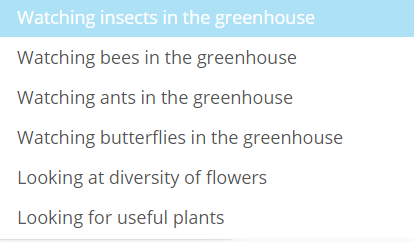 Watching insects in the greenhouse
Watching bees in the greenhouse
Watching ants in the greenhouse
Watching butterflies in the greenhouse
Looking at diversity of flowers
Looking for useful plants